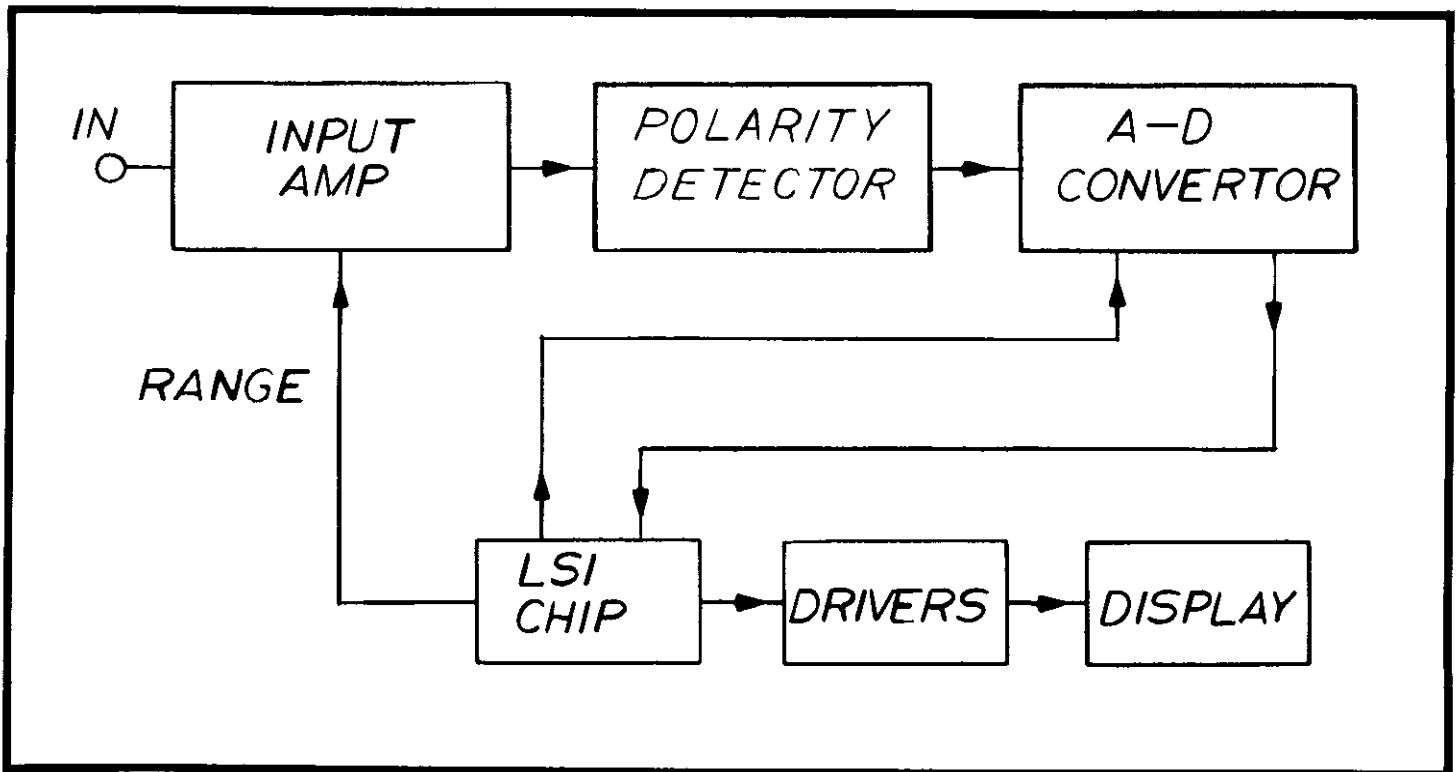 IN
INPUT
AMP
POLARITY
DETECTOR
A-D
CONVERTOR
RANGE
LSI
CHIP
DRIVERS
DISPLAY